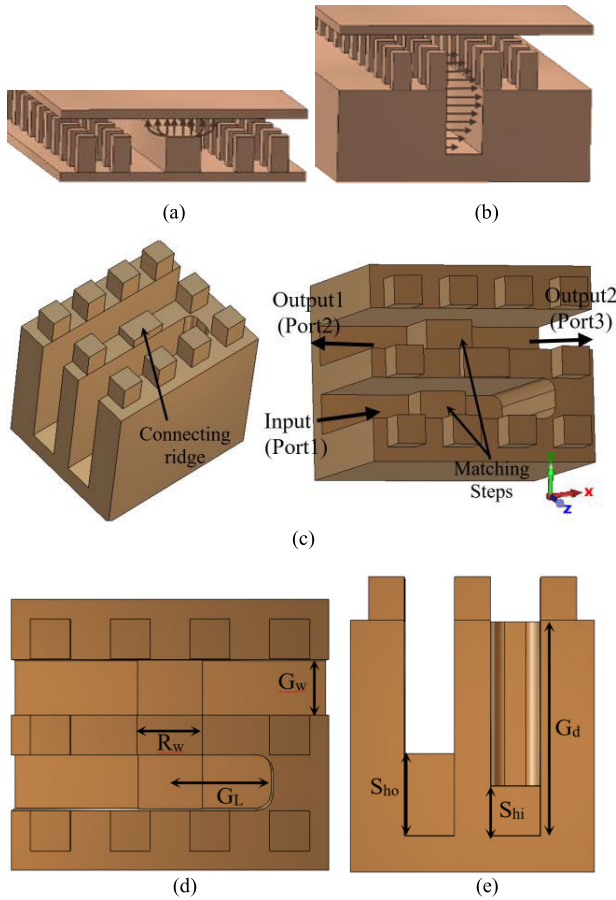 (a)
(b)
Output1
(Port2)
Output2
(Port3)
Input
(Port1)
Connecting
ridge
Matching
Steps
Y
X
Z
(c)
Gw
Rw
GL
Gd
Sho
Shi
(d)
(e)